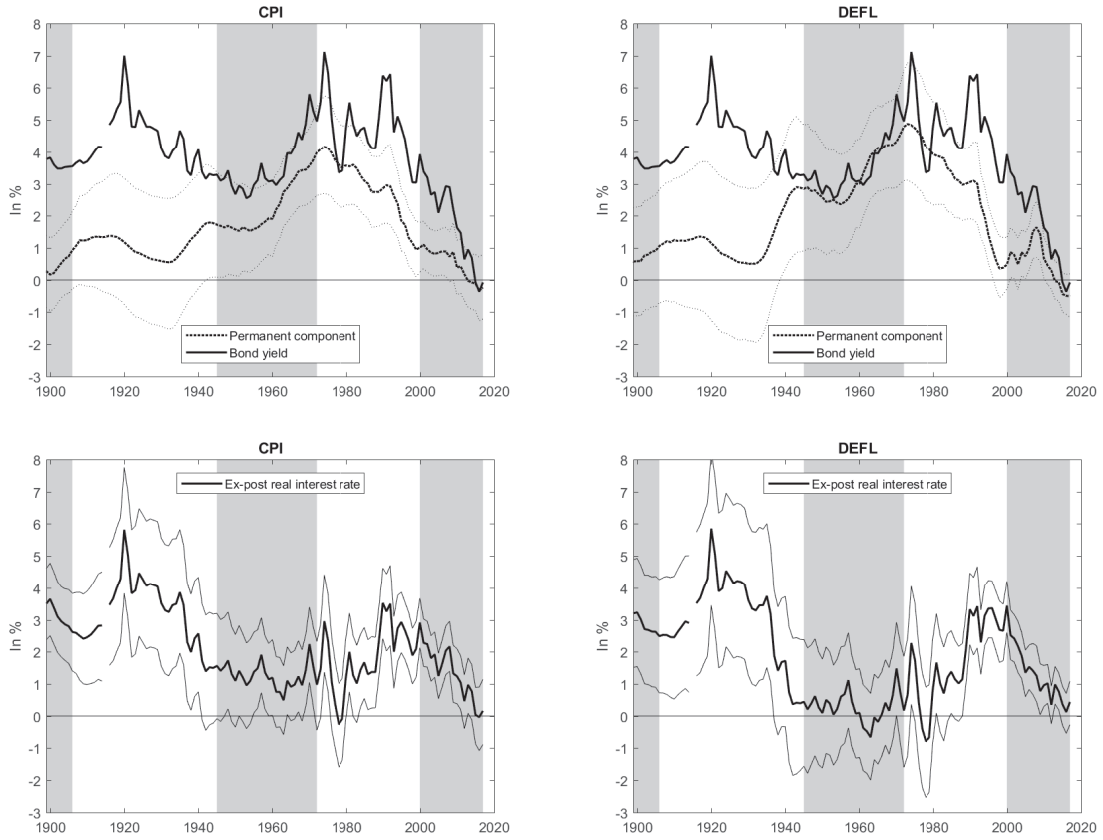 CPI
8
7
6
5
4
3
2
1
0
-1
-2
-3
In %
Permanent component
Bond yield
1900 1920 1940 1960 1980 2000 2020
DEFL
8
7
6
5
4
3
2
1
0
-1
-2
-3
In %
Permanent component
Bond yield
1900 1920 1940 1960 1980 2000 2020
CPI
8
7
6
5
4
3
2
1
0
-1
-2
-3
In %
Ex-post real interest rate
1900 1920 1940 1960 1980 2000 2020
DEFL
8
7
6
5
4
3
2
1
0
-1
-2
-3
In %
Ex-post real interest rate
1900 1920 1940 1960 1980 2000 2020